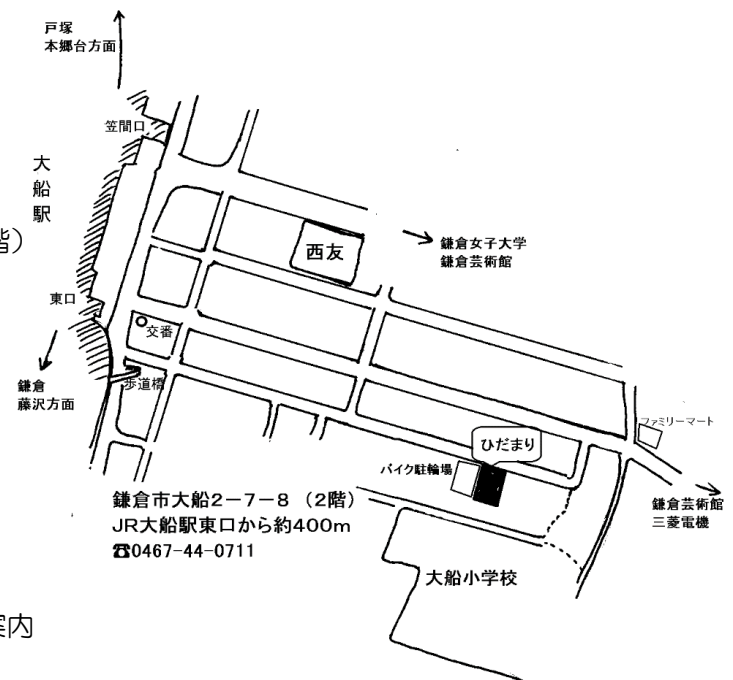 戸塚
本郷台方面
笠間口
大船駅
階）
西友
鎌倉女子大学
鎌倉芸術館
東口
交番
鎌倉
藤沢方面
歩道橋
ファミリーマート
ひだまり
バイク駐輪場
鎌倉芸術館
三菱電機
鎌倉市大船2－7－8 （2階）
JR大船駅東口から約400m
☎0467-44-0711
大船小学校
案内